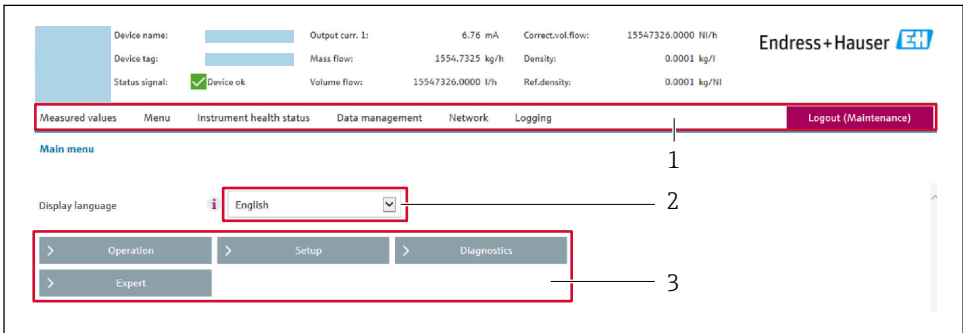 Device name: Output curr. 1: 6.76 mA Correct.vol.flow: 15547326.0000 Nl/h
Endress+Hauser EH
Device tag: Mass flow: 1554.7325 kg/h Density: 0.0001 kg/l
Status signal: Device ok Volume flow: 15547326.0000 l/h Ref.density: 0.0001 kg/Nl
Measured values Menu Instrument health status Data management Network Logging Logout (Maintenance)
1
Main menu
Display language i English 2
> Operation > Setup > Diagnostics
> Expert 3